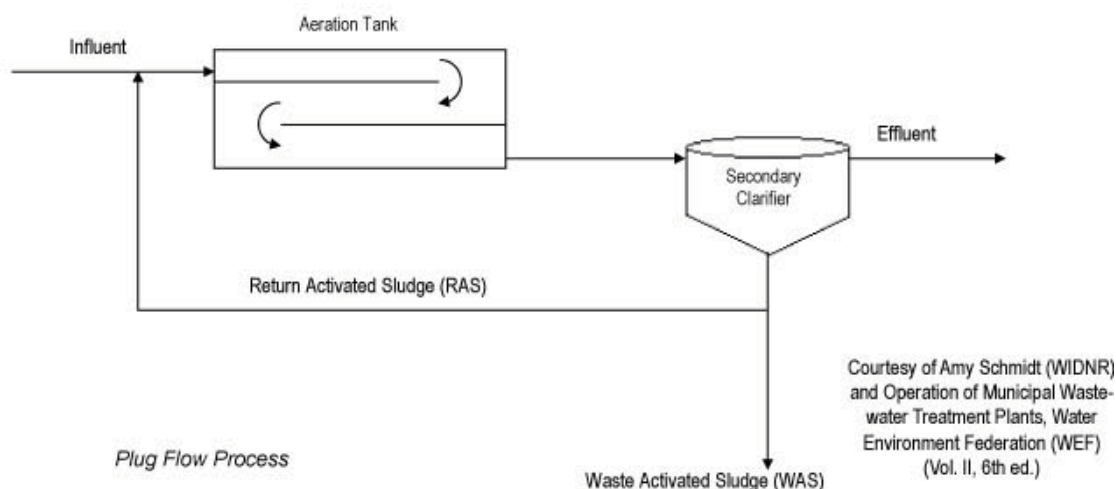 Aeration Tank
Influent
Effluent
Secondary
Clarifier
Return Activated Sludge (RAS)
Courtesy of Amy Schmidt (WIDNR)
and Operation of Municipal Waste-
water Treatment Plants, Water
Environment Federation (WEF)
(Vol. II, 6th ed.)
Plug Flow Process
Waste Activated Sludge (WAS)